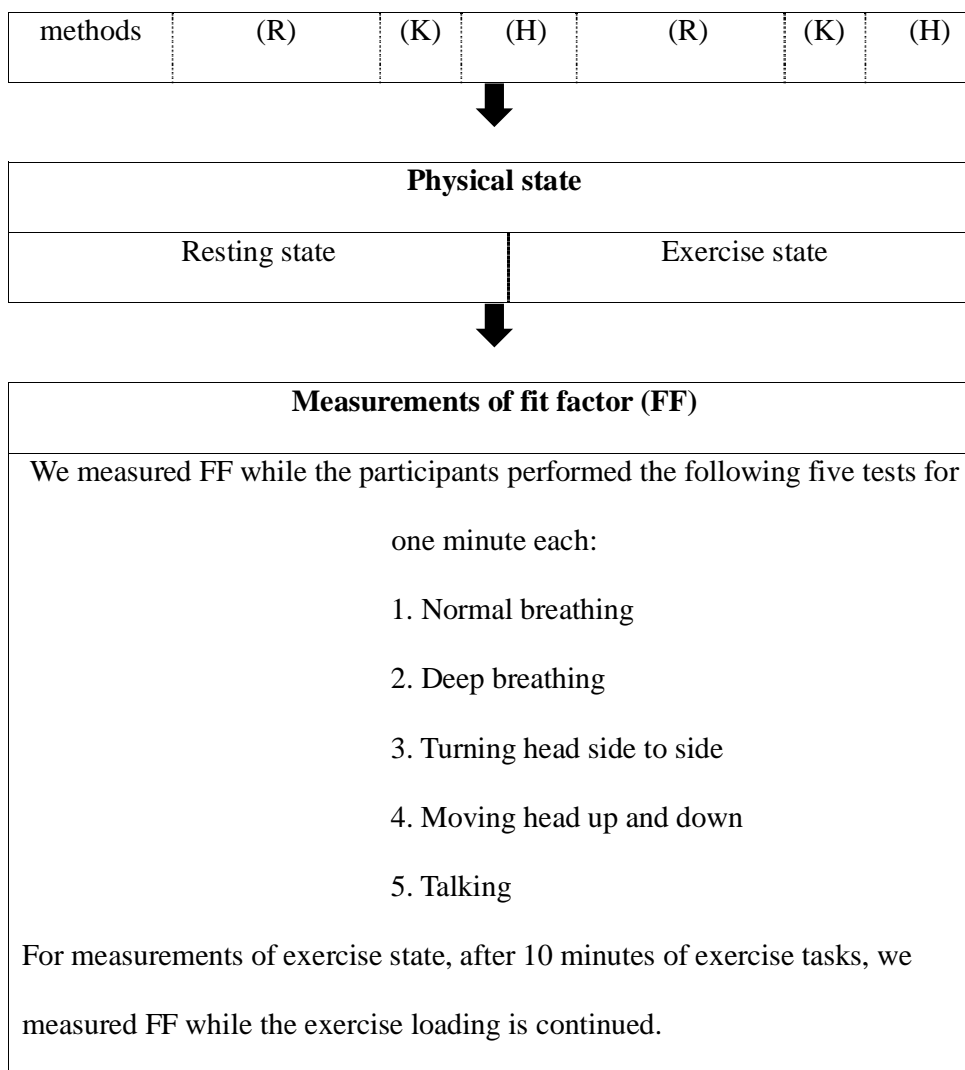 methods (R) (K) (H) (R) (K) (H)
Physical state
Resting state Exercise state
Measurements of fit factor (FF)
We measured FF while the participants performed the following five tests for
one minute each:
1. Normal breathing
2. Deep breathing
3. Turning head side to side
4. Moving head up and down
5. Talking
For measurements of exercise state, after 10 minutes of exercise tasks, we
measured FF while the exercise loading is continued.